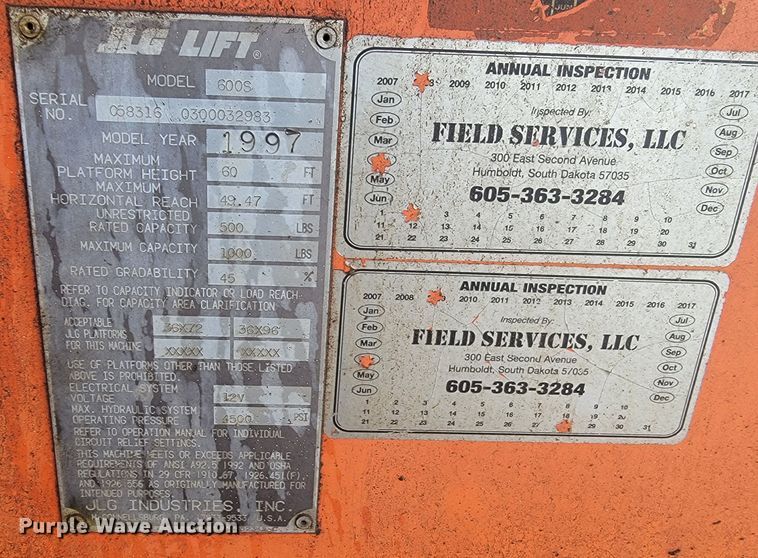 JLG LIFT®
MODEL 600S
SERIAL NO. 058316 0300032983
MODEL YEAR 1997
MAXIMUM
PLATFORM HEIGHT 60 FT
MAXIMUM
HORIZONTAL REACH 49.47 FT
UNRESTRICTED
RATED CAPACITY 500 LBS
MAXIMUM CAPACITY 1000 LBS
RATED GRADABILITY 45 %
REFER TO CAPACITY INDICATOR OR LOAD REACH
DIAG. FOR CAPACITY AREA CLARIFICATION
ACCEPTABLE
JLG PLATFORMS 36X72 36X96
FOR THIS MACHINE XXXXX XXXXX
USE OF PLATFORMS OTHER THAN THOSE LISTED
ABOVE IS PROHIBITED.
ELECTRICAL SYSTEM
VOLTAGE 12V
MAX. HYDRAULIC SYSTEM
OPERATING PRESSURE 4500 PSI
REFER TO OPERATION MANUAL FOR INDIVIDUAL
CIRCUIT RELIEF SETTINGS.
THIS MACHINE MEETS OR EXCEEDS APPLICABLE
REQUIREMENTS OF ANSI A92.5 1992 AND OSHA
REGULATIONS IN 29 CFR 1910.67, 1926.451(F),
AND 1926.556 AS ORIGINALLY MANUFACTURED FOR
INTENDED PURPOSES.
JLG INDUSTRIES, INC.
McCONNELLSBURG, PA. U.S.A.
ANNUAL INSPECTION
2007 2009 2010 2011 2012 2013 2014 2015 2016 2017
Jan
Feb
Mar
May
Jun
Inspected By:
FIELD SERVICES, LLC
300 East Second Avenue
Humboldt, South Dakota 57035
605-363-3284
Jul
Aug
Sep
Oct
Nov
Dec
1 3 4 5 6 7 8 9 10
11 12 13 14 15 16 17 18 19 20
21 22 23 24 25 26 27 28 29 30 31
ANNUAL INSPECTION
2007 2008 2010 2011 2012 2013 2014 2015 2016 2017
Jan
Feb
Mar
May
Jun
Inspected By:
FIELD SERVICES, LLC
300 East Second Avenue
Humboldt, South Dakota 57035
605-363-3284
Jul
Aug
Sep
Oct
Nov
Dec
1 2 3 4 5 6 7 8 9 10
11 12 13 14 15 16 17 18 19 20
21 22 23 24 25 26 27 29 30 31
Purple Wave Auction